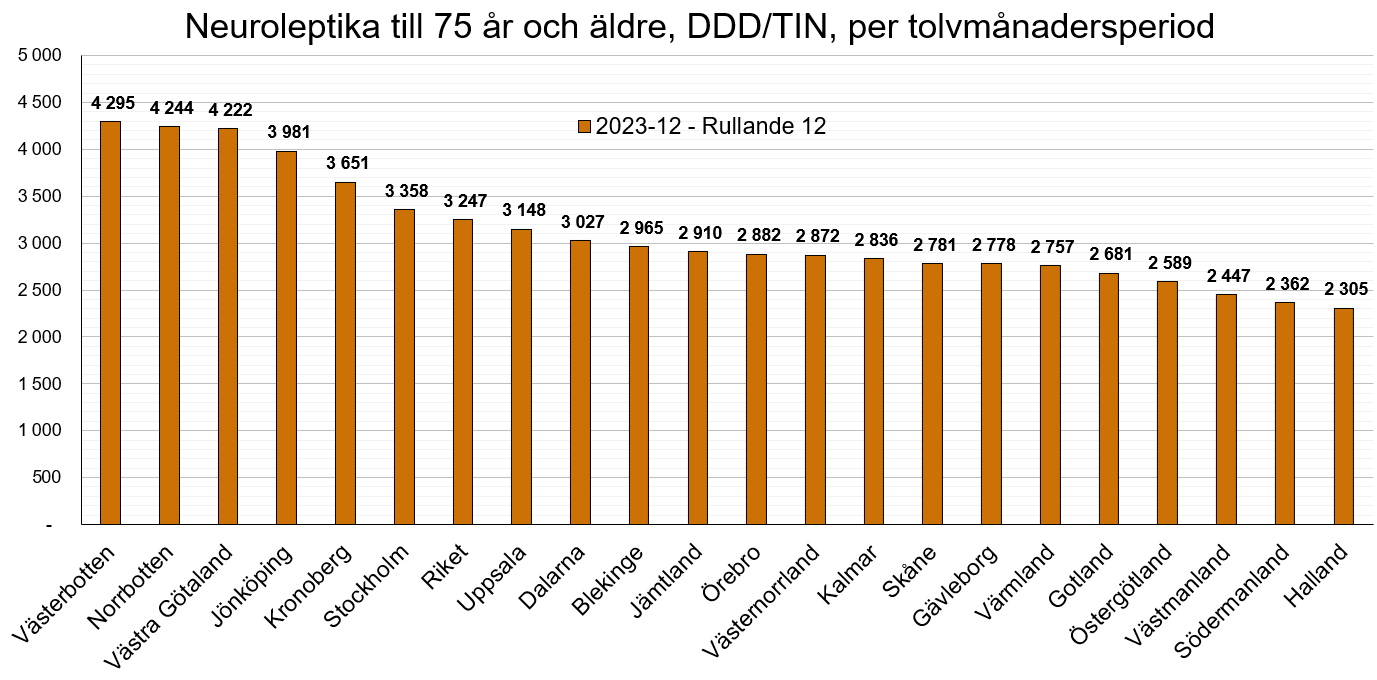 Neuroleptika till 75 år och äldre, DDD/TIN, per tolvmånadersperiod
5 000
4 500
4 000
3 500
3 000
2 500
2 000
1 500
1 000
500
-
2023-12 - Rullande 12
4 295
4 244
4 222
3 981
3 651
3 358
3 247
3 148
3 027
2 965
2 910
2 882
2 872
2 836
2 781
2 778
2 757
2 681
2 589
2 447
2 362
2 305
Västerbotten
Norrbotten
Västra Götaland
Jönköping
Kronoberg
Stockholm
Riket
Uppsala
Dalarna
Blekinge
Jämtland
Örebro
Västernorrland
Kalmar
Skåne
Gävleborg
Värmland
Gotland
Östergötland
Västmanland
Södermanland
Halland